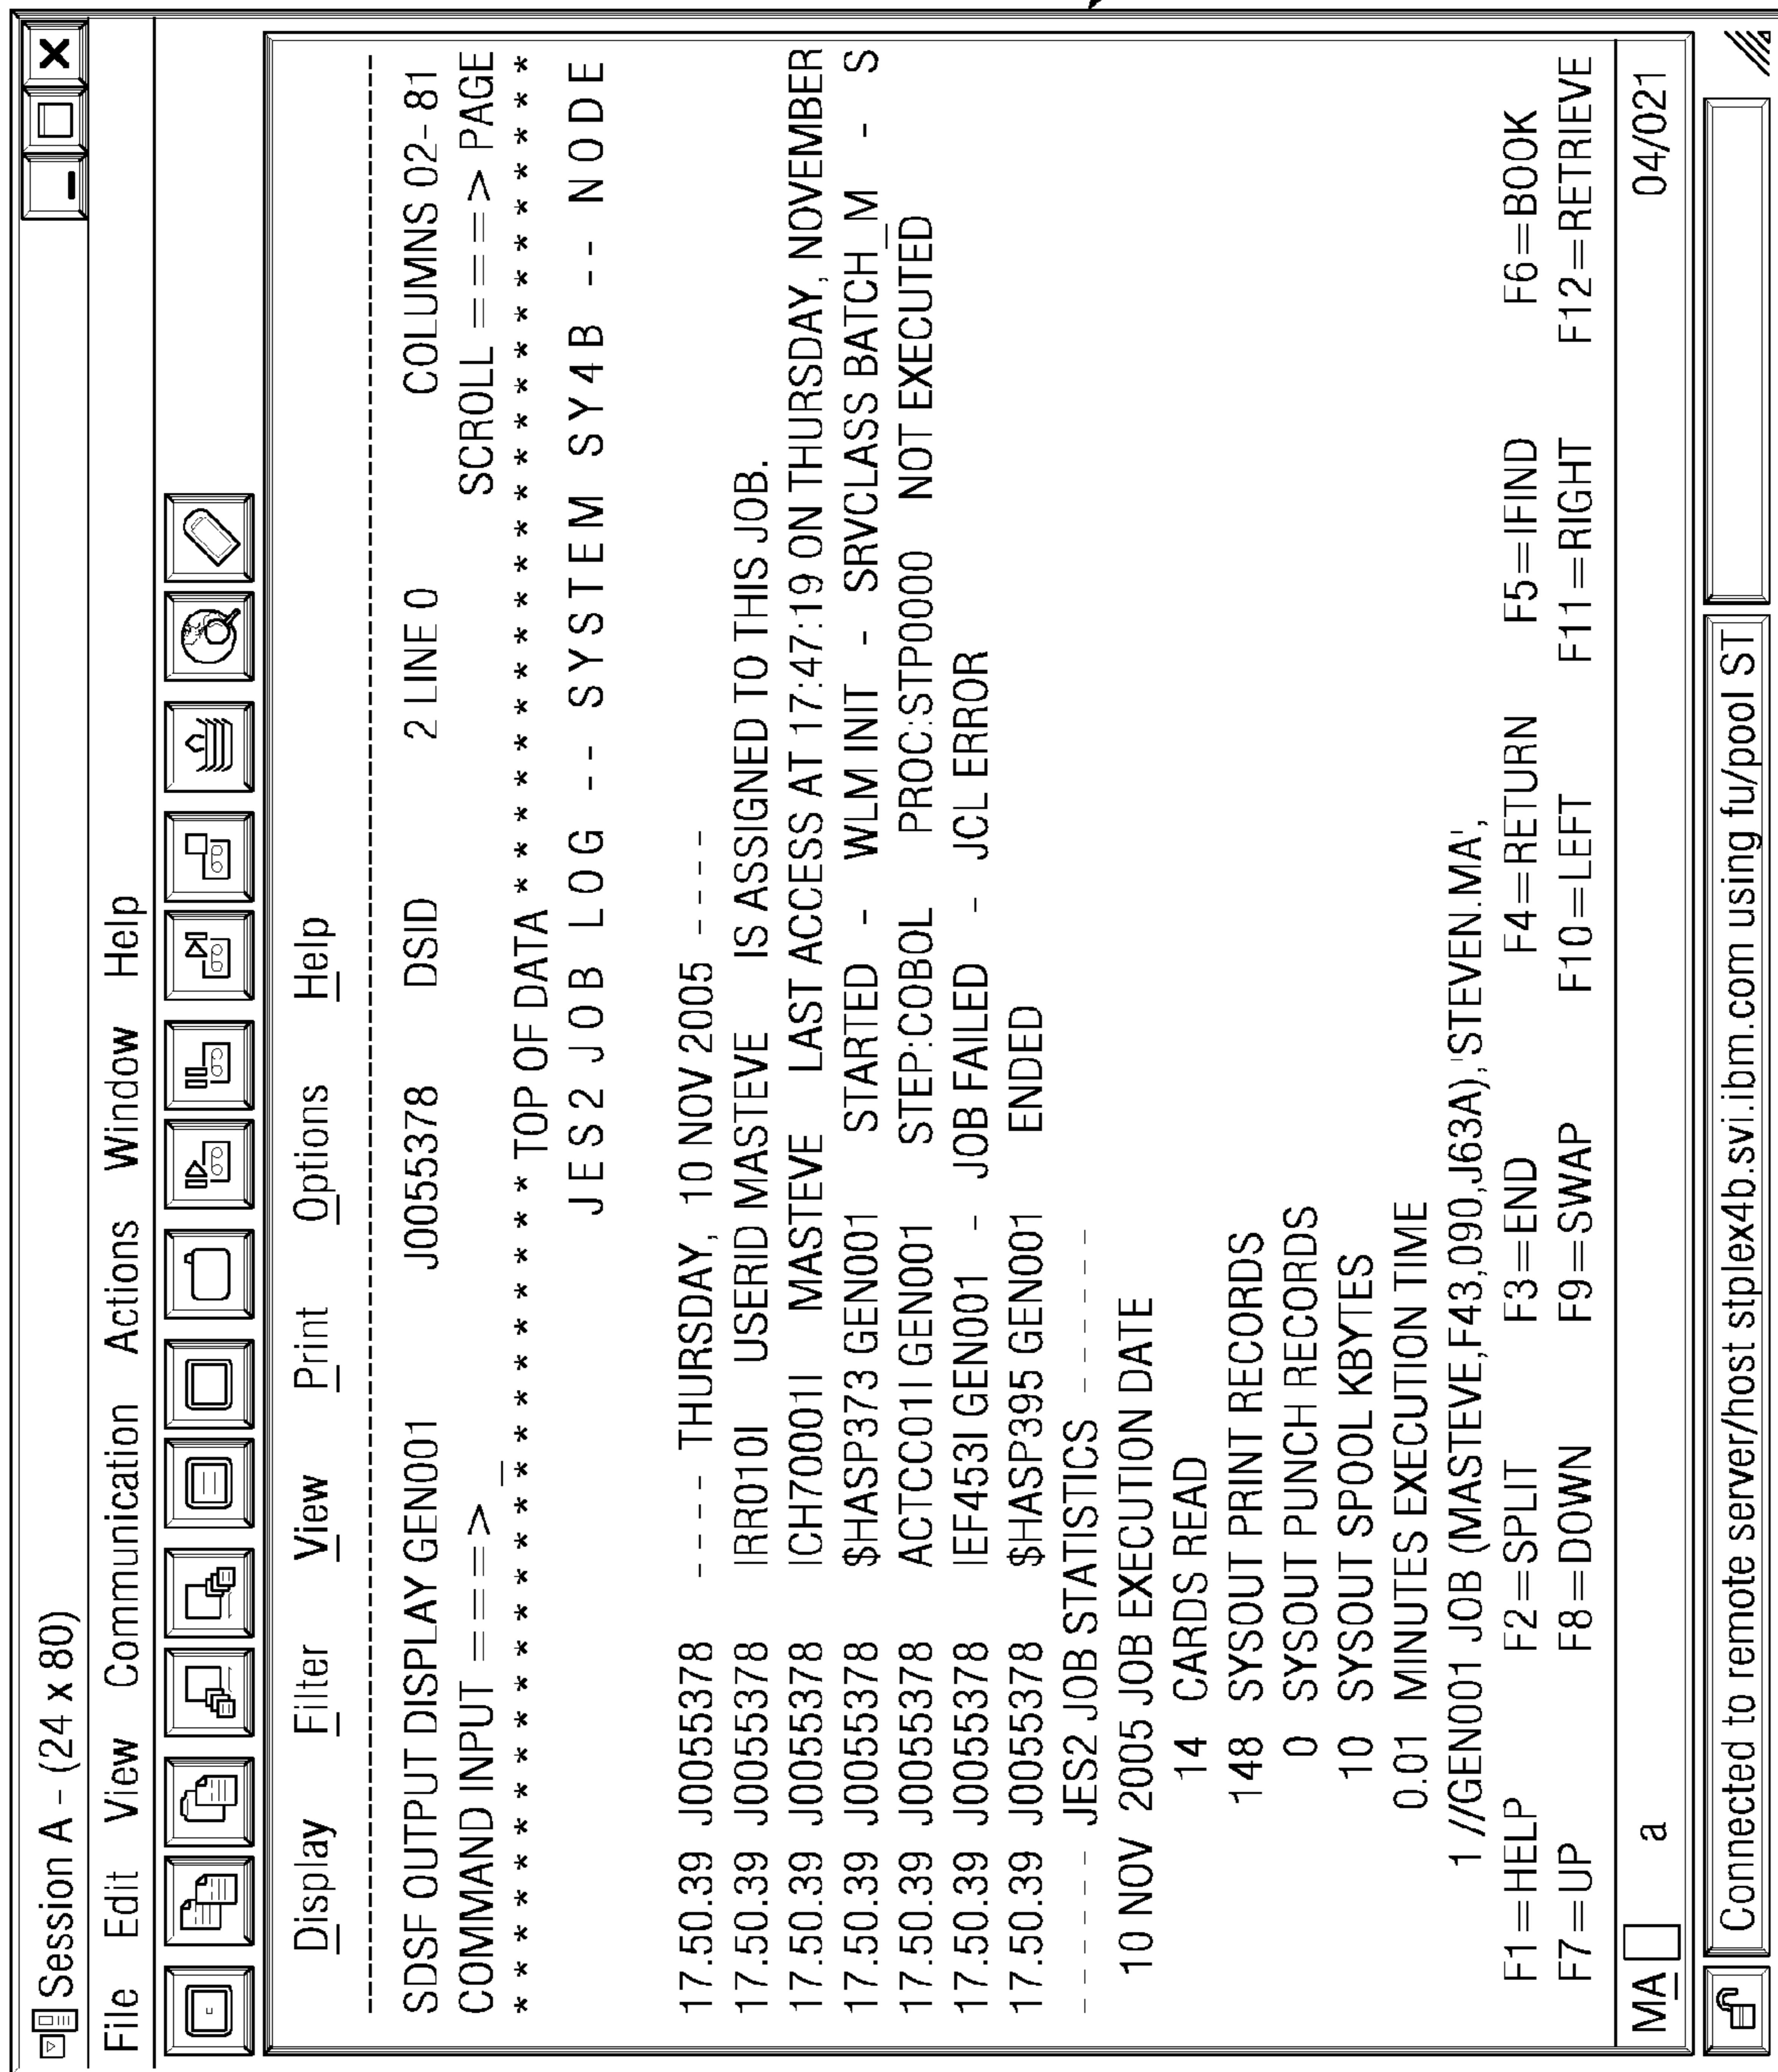 Session A - (24 x 80)
File Edit View Communication Actions Window Help
Display Filter View Print Options Help
SDSF OUTPUT DISPLAY GEN001 J0055378 DSID 2 LINE 0 COLUMNS 02-81
COMMAND INPUT ===> _ SCROLL ===> PAGE
* * * * * * * * * * * * * * * * * * * * * * * * * TOP OF DATA * * * * * * * * * * * * * * * * * * * * * * * * *
J E S 2 J O B L O G -- S Y S T E M S Y 4 B -- N O D E
17.50.39 J0055378 ---- THURSDAY, 10 NOV 2005 ----
17.50.39 J0055378 IRR010I USERID MASTEVE IS ASSIGNED TO THIS JOB.
17.50.39 J0055378 ICH70001I MASTEVE LAST ACCESS AT 17:47:19 ON THURSDAY, NOVEMBER
17.50.39 J0055378 $HASP373 GEN001 STARTED - WLM INIT - SRVCLASS BATCH_M - S
17.50.39 J0055378 ACTCC01I GEN001 STEP:COBOL PROC:STP0000 NOT EXECUTED
17.50.39 J0055378 IEF453I GEN001 - JOB FAILED - JCL ERROR
17.50.39 J0055378 $HASP395 GEN001 ENDED
------ JES2 JOB STATISTICS ------
10 NOV 2005 JOB EXECUTION DATE
14 CARDS READ
148 SYSOUT PRINT RECORDS
0 SYSOUT PUNCH RECORDS
10 SYSOUT SPOOL KBYTES
0.01 MINUTES EXECUTION TIME
1 //GEN001 JOB (MASTEVE,F43,090,J63A),'STEVEN.MA',
F1=HELP F2=SPLIT F3=END F4=RETURN F5=IFIND F6=BOOK
F7=UP F8=DOWN F9=SWAP F10=LEFT F11=RIGHT F12=RETRIEVE
MA a 04/021
Connected to remote server/host stplex4b.svi.ibm.com using fu/pool ST